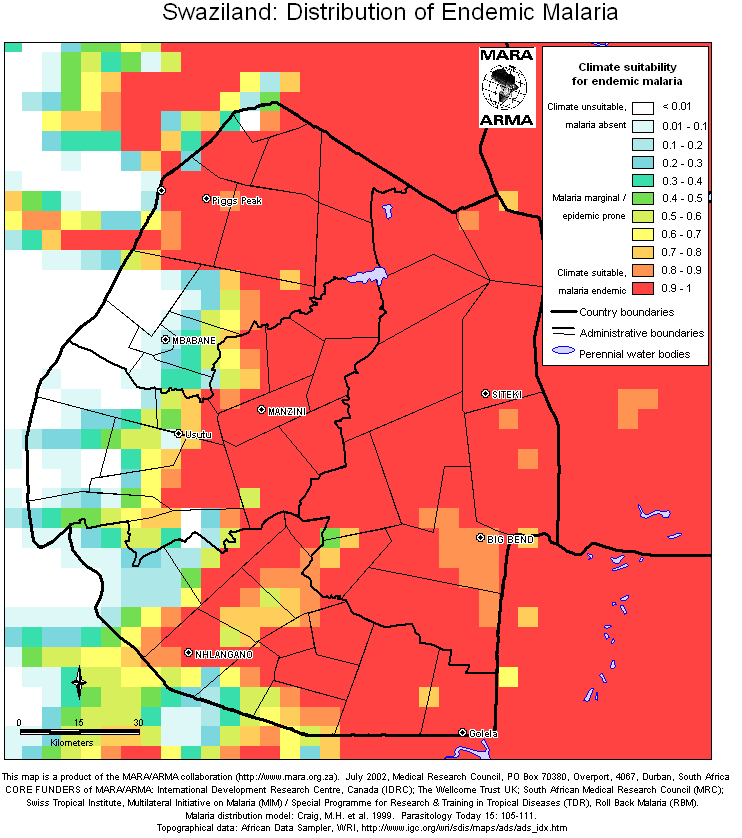 Swaziland: Distribution of Endemic Malaria
MARA
ARMA
Climate suitability
for endemic malaria
Climate unsuitable,
malaria absent
Malaria marginal /
epidemic prone
Climate suitable,
malaria endemic
< 0.01
0.01 - 0.1
0.1 - 0.2
0.2 - 0.3
0.3 - 0.4
0.4 - 0.5
0.5 - 0.6
0.6 - 0.7
0.7 - 0.8
0.8 - 0.9
0.9 - 1
Country boundaries
Administrative boundaries
Perennial water bodies
Piggs Peak
MBABANE
SITEKI
MANZINI
Usutu
BIG BEND
NHLANGANO
Golela
0 15 30
Kilometers
This map is a product of the MARA/ARMA collaboration (http://www.mara.org.za). July 2002, Medical Research Council, PO Box 70380, Overport, 4067, Durban, South Africa
CORE FUNDERS of MARA/ARMA: International Development Research Centre, Canada (IDRC); The Wellcome Trust UK; South African Medical Research Council (MRC);
Swiss Tropical Institute, Multilateral Initiative on Malaria (MIM) / Special Programme for Research & Training in Tropical Diseases (TDR), Roll Back Malaria (RBM).
Malaria distribution model: Craig, M.H. et al. 1999. Parasitology Today 15: 105-111.
Topographical data: African Data Sampler, WRI, http://www.igc.org/wri/sdis/maps/ads/ads_idx.htm